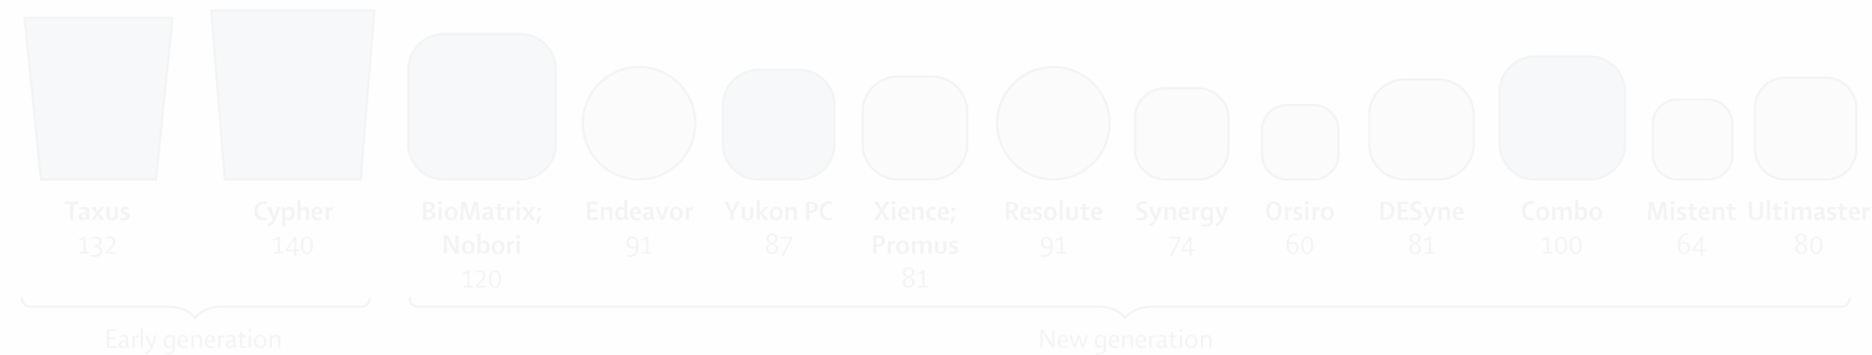 Taxus Cypher BioMatrix; Endeavor Yukon PC Xience; Resolute Synergy Orsiro DESyne Combo Mistent Ultimaster
132 140 Nobori 91 87 Promus 91 74 60 81 100 64 80
120 81
Early generation New generation